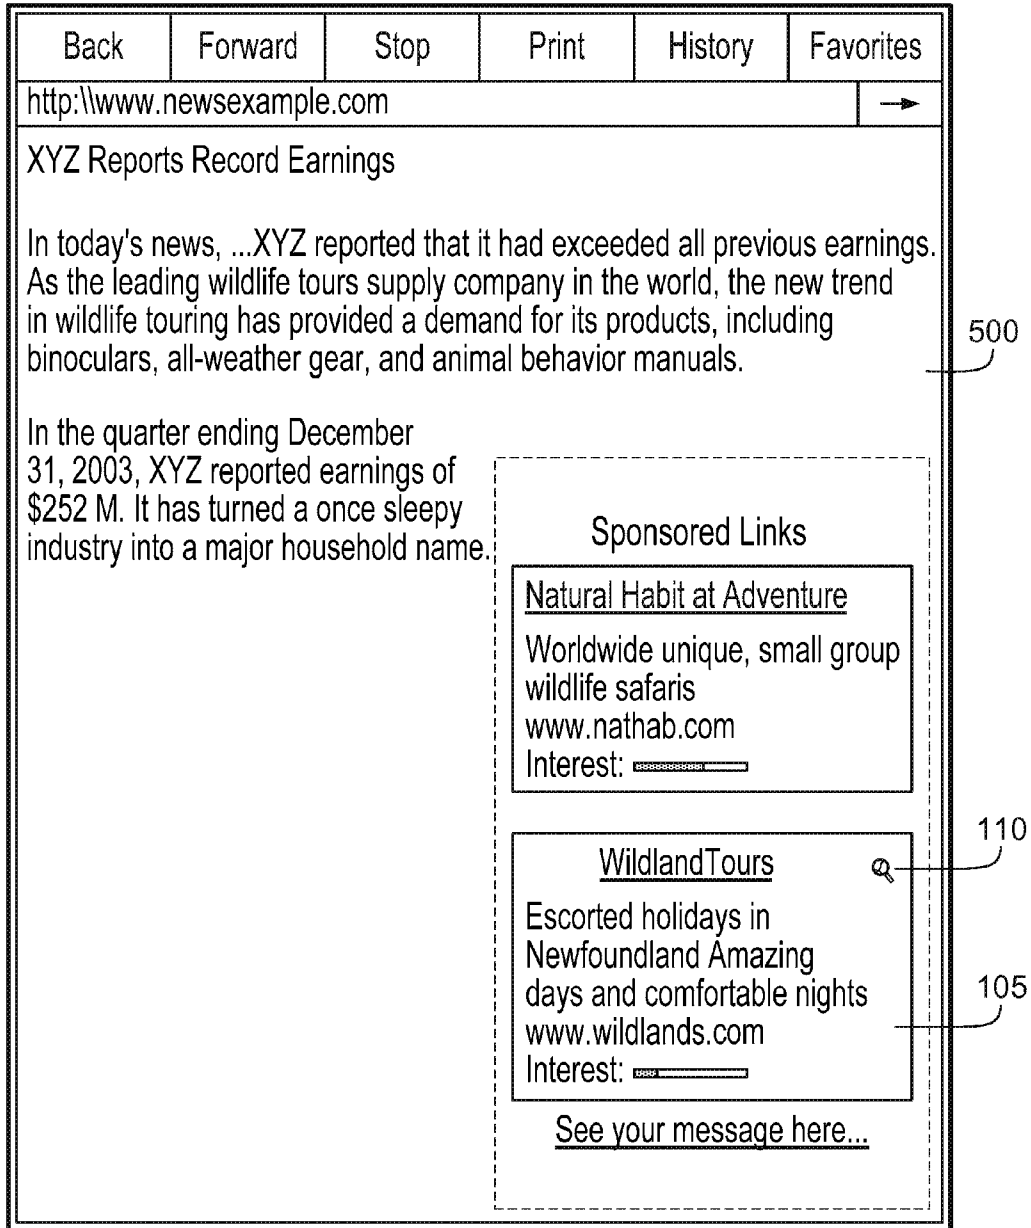 Back Forward Stop Print History Favorites
http:\\www.newsexample.com
XYZ Reports Record Earnings
In today's news, ...XYZ reported that it had exceeded all previous earnings.
As the leading wildlife tours supply company in the world, the new trend
in wildlife touring has provided a demand for its products, including
binoculars, all-weather gear, and animal behavior manuals.
500
In the quarter ending December
31, 2003, XYZ reported earnings of
$252 M. It has turned a once sleepy
industry into a major household name.
Sponsored Links
Natural Habit at Adventure
Worldwide unique, small group
wildlife safaris
www.nathab.com
Interest:
110
WildlandTours
Escorted holidays in
Newfoundland Amazing
days and comfortable nights
www.wildlands.com
Interest:
105
See your message here...